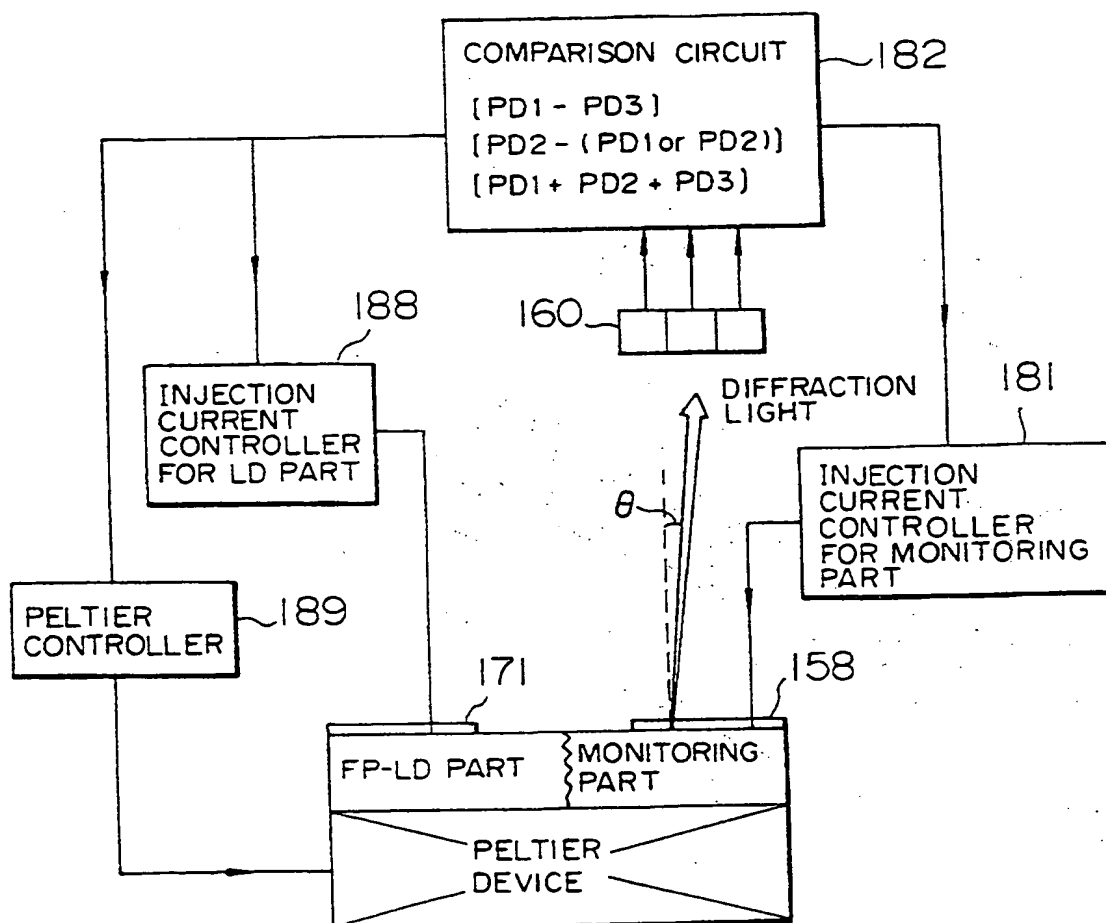 COMPARISON CIRCUIT
[PD1 - PD3]
[PD2 - (PD1 or PD2)]
[PD1 + PD2 + PD3]
182
160
188
INJECTION
CURRENT
CONTROLLER
FOR LD PART
DIFFRACTION
LIGHT
181
INJECTION
CURRENT
CONTROLLER
FOR MONITORING
PART
θ
PELTIER
CONTROLLER
189
171
158
FP-LD PART
MONITORING
PART
PELTIER
DEVICE